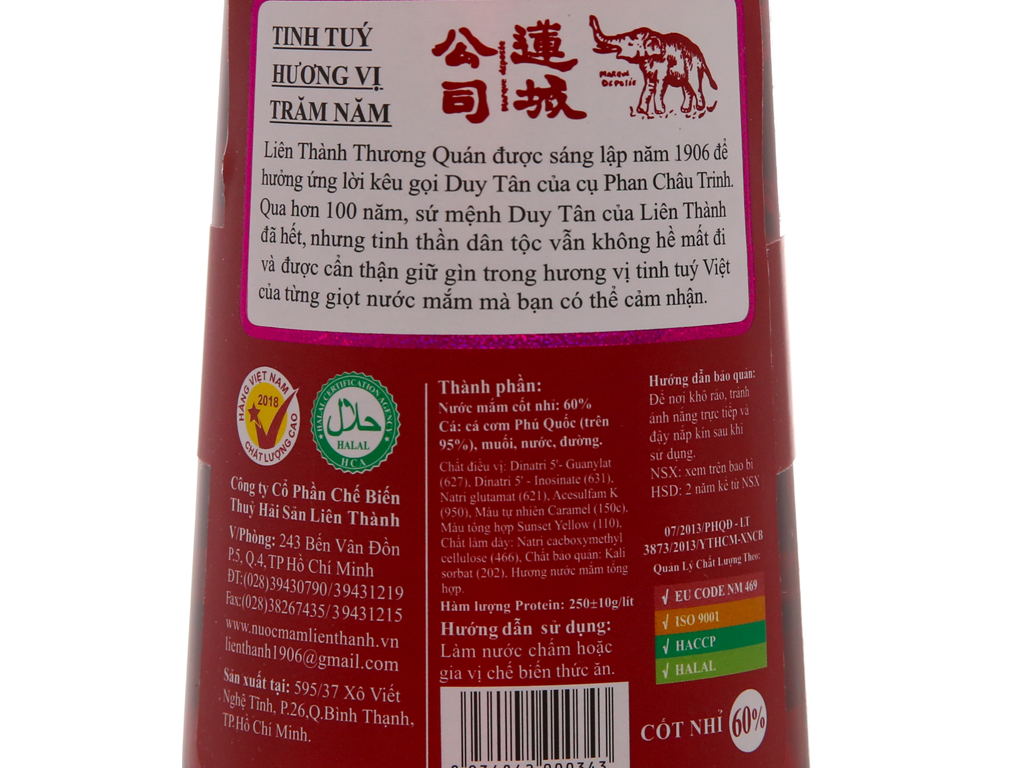 TINH TUÝ
HƯƠNG VỊ
TRĂM NĂM
公 蓮
司 城
marque deposée
MARQUE
DEPOSÉE
Liên Thành Thương Quán được sáng lập năm 1906 để
hưởng ứng lời kêu gọi Duy Tân của cụ Phan Châu Trinh.
Qua hơn 100 năm, sứ mệnh Duy Tân của Liên Thành
đã hết, nhưng tinh thần dân tộc vẫn không hề mất đi
và được cẩn thận giữ gìn trong hương vị tinh tuý Việt
của từng giọt nước mắm mà bạn có thể cảm nhận.
HÀNG VIỆT NAM
2018
CHẤT LƯỢNG CAO
HALAL CERTIFICATION AGENCY
حلال
HALAL
HCA
Công ty Cổ Phần Chế Biến
Thuỷ Hải Sản Liên Thành
V/Phòng: 243 Bến Vân Đồn
P.5, Q.4,TP Hồ Chí Minh
ĐT:(028)39430790/39431219
Fax:(028)38267435/39431215
www.nuocmamlienthanh.vn
lienthanh1906@gmail.com
Sản xuất tại: 595/37 Xô Viết
Nghệ Tĩnh, P.26,Q.Bình Thạnh,
TP.Hồ Chí Minh.
Thành phần:
Nước mắm cốt nhỉ: 60%
Cá: cá cơm Phú Quốc (trên
95%), muối, nước, đường.
Chất điều vị: Dinatri 5'- Guanylat
(627), Dinatri 5' - Inosinate (631),
Natri glutamat (621), Acesulfam K
(950), Màu tự nhiên Caramel (150c),
Màu tổng hợp Sunset Yellow (110),
Chất làm dày: Natri cacboxymethyl
cellulose (466), Chất bảo quản: Kali
sorbat (202), Hương nước mắm tổng
hợp.
Hàm lượng Protein: 250±10g/lít
Hướng dẫn sử dụng:
Làm nước chấm hoặc
gia vị chế biến thức ăn.
Hướng dẫn bảo quản:
Để nơi khô ráo, tránh
ánh nắng trực tiếp và
đậy nắp kín sau khi
sử dụng.
NSX: xem trên bao bì
HSD: 2 năm kể từ NSX
07/2013/PHQĐ - LT
3873/2013/YTHCM-XNCB
Quản Lý Chất Lượng Theo:
√ EU CODE NM 469
√ ISO 9001
√ HACCP
√ HALAL
CỐT NHỈ 60%